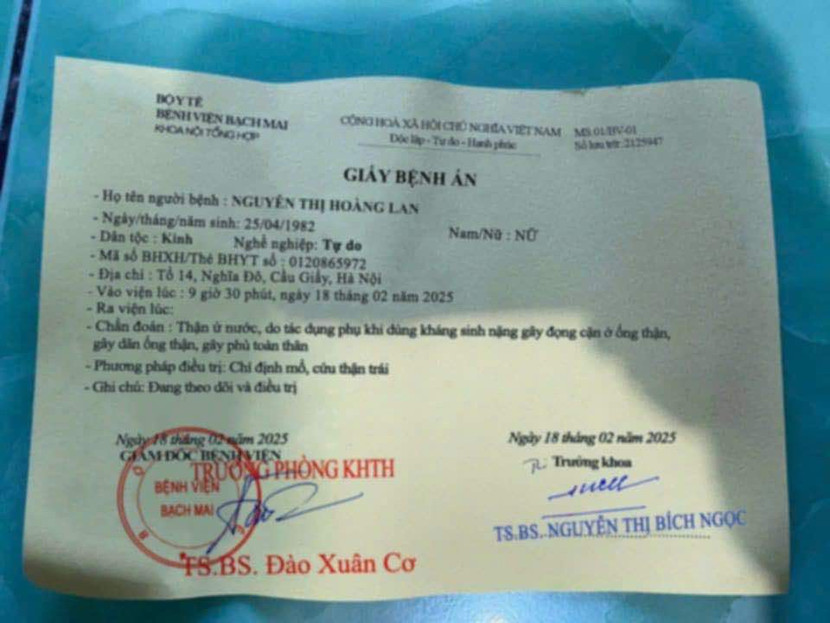 BỘ Y TẾ
BỆNH VIỆN BẠCH MAI
KHOA NỘI TỔNG HỢP
CỘNG HOÀ XÃ HỘI CHỦ NGHĨA VIỆT NAM
Độc lập - Tự do - Hạnh phúc
MS.01/BV-01
Số lưu trữ: 2125947
GIẤY BỆNH ÁN
- Họ tên người bệnh : NGUYỄN THỊ HOÀNG LAN
- Ngày/tháng/năm sinh: 25/04/1982
Nam/Nữ : NỮ
- Dân tộc : Kinh Nghề nghiệp: Tự do
- Mã số BHXH/Thẻ BHYT số : 0120865972
- Địa chỉ : Tổ 14, Nghĩa Đô, Cầu Giấy, Hà Nội
- Vào viện lúc : 9 giờ 30 phút, ngày 18 tháng 02 năm 2025
- Ra viện lúc:
- Chẩn đoán : Thận ứ nước, do tác dụng phụ khi dùng kháng sinh nặng gây đọng cặn ở ống thận,
gây dãn ống thận, gây phù toàn thân
- Phương pháp điều trị: Chỉ định mổ, cứu thận trái
- Ghi chú: Đang theo dõi và điều trị
Ngày 18 tháng 02 năm 2025
GIÁM ĐỐC BỆNH VIỆN
TRƯỞNG PHÒNG KHTH
BỆNH VIỆN
BẠCH MAI
TS.BS. Đào Xuân Cơ
Ngày 18 tháng 02 năm 2025
TL Trưởng khoa
TS.BS. NGUYỄN THỊ BÍCH NGỌC